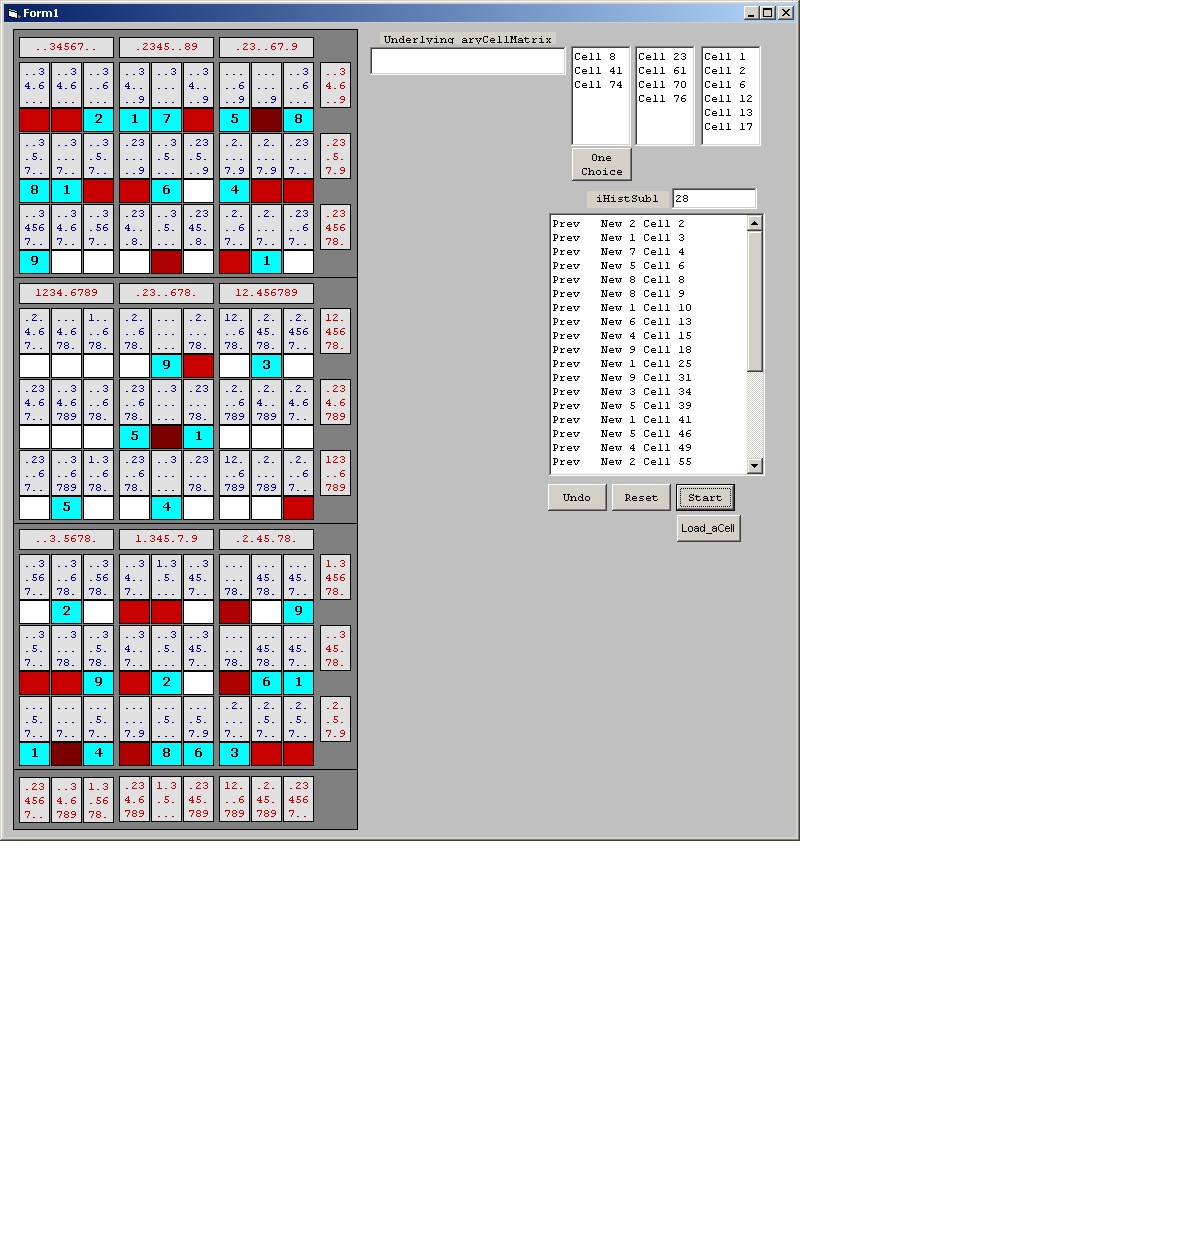 Form1
Underlying aryCellMatrix
..34567.. .2345..89 .23..67.9
..3 ..3 ..3 ..3 ... ..3 ... ... ... ..3
4.6 4.6 ..6 4.. ... 4.. ..6 ... ..6 4.6
... ... ... ..9 ... ..9 ..9 ..9 ... ..9
2 1 7 5 8
..3 ..3 ..3 ..3 ..3 .23 .2. .2. .23 .23
.5. ... .5. ... .5. .5. ... ... ... .5.
7.. 7.. 7.. ..9 ... ..9 7.9 7.9 7.. 7.9
8 1 6 4
..3 ..3 ..3 .23 ..3 .23 .2. .2. .23 .23
456 4.6 .56 4.. .5. 45. ..6 ... ..6 456
7.. 7.. 7.. .8. ... .8. 7.. 7.. 7.. 78.
9 1
1234.6789 .23..678. 12.456789
.2. ... 1.. .2. ... .2. 12. .2. .2. 12.
4.6 4.6 ..6 ..6 ... ... ..6 45. 456 456
7.. 78. 78. 78. ... 78. 78. 78. 78. 78.
9 3
.23 ..3 ..3 .23 ..3 .23 .2. .2. .2. .23
4.6 4.6 ..6 ..6 ... ... ..6 4.. 4.6 4.6
7.. 789 789 78. ... 78. 789 789 7.. 789
5 1
.23 ..3 1.3 .23 ..3 .23 12. .2. .2. 123
..6 ..6 ..6 ..6 ... ... ..6 ... ..6 ..6
7.. 789 78. 78. ... 78. 789 789 7.. 789
5 4
..3.5678. 1.345.7.9 .2.45.78.
..3 ..3 ..3 ..3 1.3 ..3 ... ... ... 1.3
.56 ..6 .56 4.. .5. 45. ... 45. 45. 456
7.. 78. 78. 7.. ... 7.. 78. 78. 7.. 78.
2 9
..3 ..3 ..3 ..3 ..3 ..3 ... ... ... ..3
.5. ... .5. 4.. .5. 45. ... 45. 45. 45.
7.. 78. 78. 7.. ... 7.. 78. 78. 7.. 78.
9 2 6 1
... ... ... ... ... ... .2. .2. .2. .2.
.5. ... .5. ... .5. .5. ... .5. .5. .5.
7.. 7.. 7.. 7.9 ... 7.9 7.. 7.. 7.. 7.9
1 4 8 6 3
.23 ..3 1.3 .23 1.3 .23 12. .2. .23
456 4.6 .56 4.6 .5. 45. ..6 45. 456
7.. 789 78. 789 ... 789 789 789 7..
Cell 8
Cell 41
Cell 74
Cell 23
Cell 61
Cell 70
Cell 76
Cell 1
Cell 2
Cell 6
Cell 12
Cell 13
Cell 17
One
Choice
iHistSub1 28
Prev New 2 Cell 2
Prev New 1 Cell 3
Prev New 7 Cell 4
Prev New 5 Cell 6
Prev New 8 Cell 8
Prev New 8 Cell 9
Prev New 1 Cell 10
Prev New 6 Cell 13
Prev New 4 Cell 15
Prev New 9 Cell 18
Prev New 1 Cell 25
Prev New 9 Cell 31
Prev New 3 Cell 34
Prev New 5 Cell 39
Prev New 1 Cell 41
Prev New 5 Cell 46
Prev New 4 Cell 49
Prev New 2 Cell 55
Undo Reset Start
Load_aCell